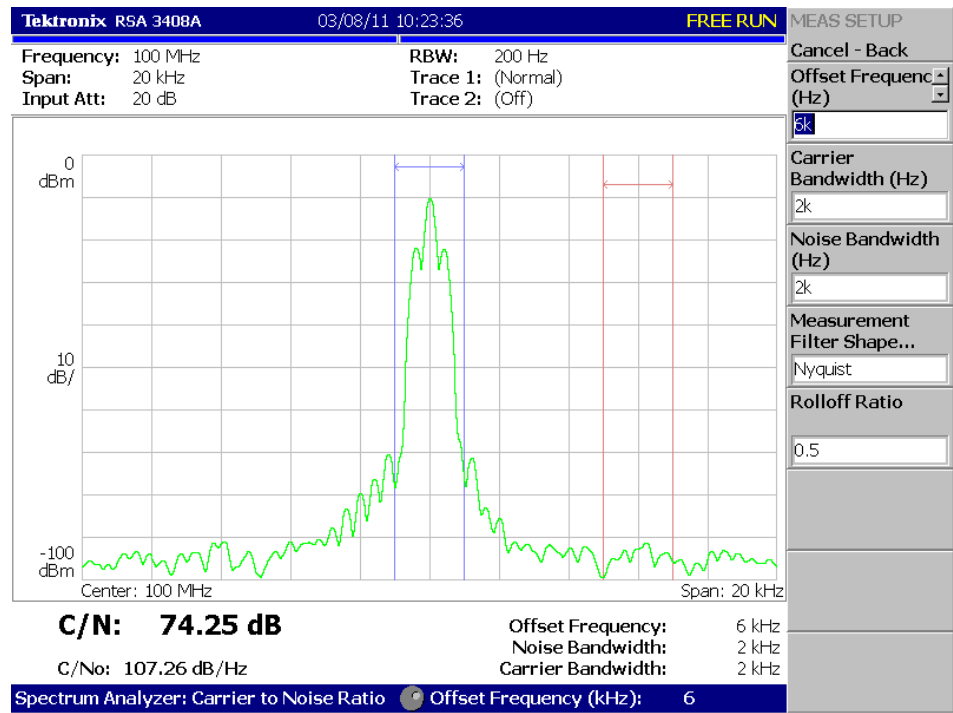 Tektronix RSA 3408A 03/08/11 10:23:36 FREE RUN
Frequency: 100 MHz RBW: 200 Hz
Span: 20 kHz Trace 1: (Normal)
Input Att: 20 dB Trace 2: (Off)
0
dBm
10
dB/
-100
dBm
Center: 100 MHz Span: 20 kHz
C/N: 74.25 dB
C/No: 107.26 dB/Hz
Offset Frequency: 6 kHz
Noise Bandwidth: 2 kHz
Carrier Bandwidth: 2 kHz
Spectrum Analyzer: Carrier to Noise Ratio Offset Frequency (kHz): 6
MEAS SETUP
Cancel - Back
Offset Frequenc
(Hz)
6k
Carrier
Bandwidth (Hz)
2k
Noise Bandwidth
(Hz)
2k
Measurement
Filter Shape...
Nyquist
Rolloff Ratio
0.5